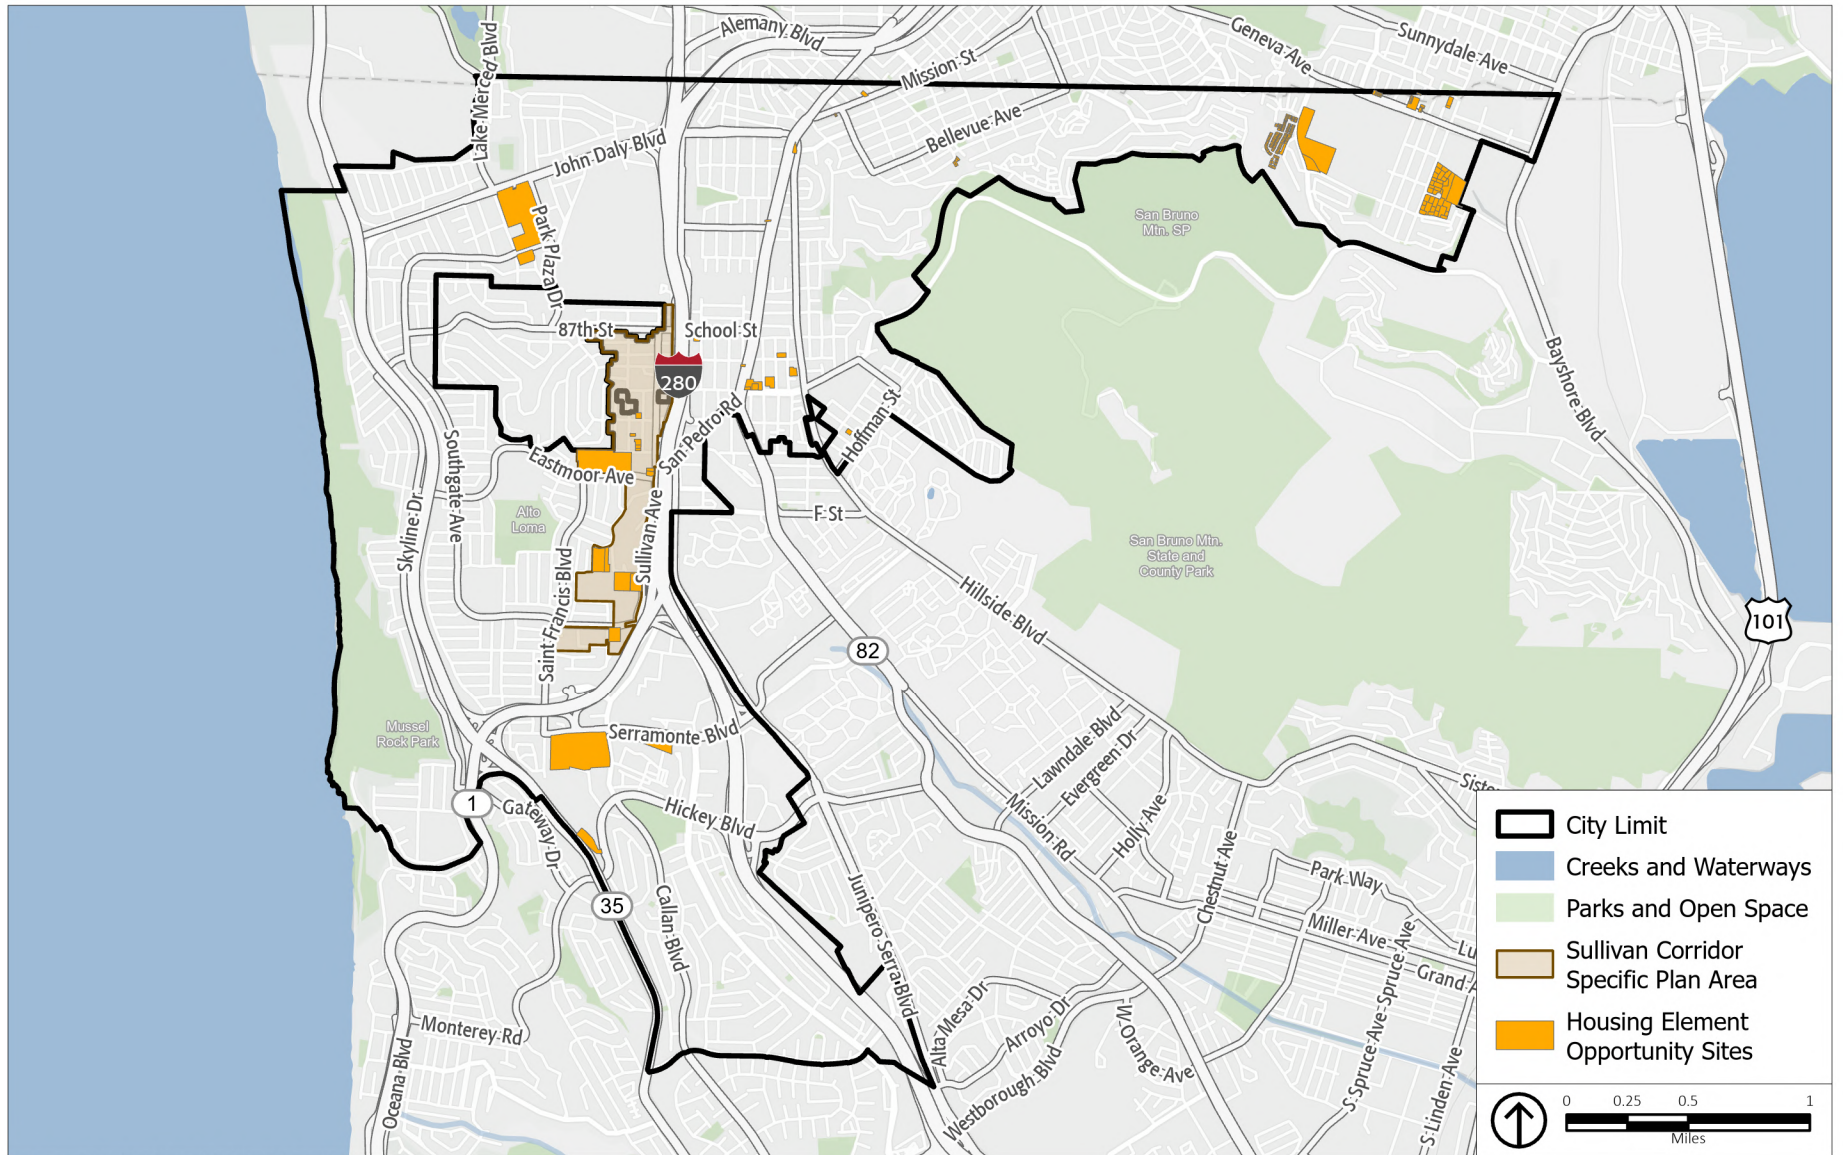 Alemany Blvd
Geneva Ave
Sunnydale Ave
Lake Merced Blvd
Mission St
Bellevue Ave
John Daly Blvd
Park Plaza Dr
San Bruno
Mtn. SP
87th St
School St
280
San Pedro Rd
Hoffman St
Bayshore Blvd
Southgate Ave
Eastmoor Ave
Skyline Dr
Alto
Loma
Sullivan Ave
F St
San Bruno Mtn.
State and
County Park
Saint Francis Blvd
Hillside Blvd
101
82
Mussel
Rock Park
Serramonte Blvd
Lawndale Blvd
Evergreen Dr
1
Gateway Dr
Hickey Blvd
Mission Rd
Holly Ave
Chestnut Ave
Siste
Park Way
35
Callan Blvd
Junipero Serra Blvd
Miller Ave
Lu
Grand A
S Spruce Ave
Spruce Ave
Monterey Rd
Oceana Blvd
Alta Mesa Dr
Arroyo Dr
W Orange Ave
Westborough Blvd
S Linden Ave
City Limit
Creeks and Waterways
Parks and Open Space
Sullivan Corridor
Specific Plan Area
Housing Element
Opportunity Sites
0 0.25 0.5 1
Miles